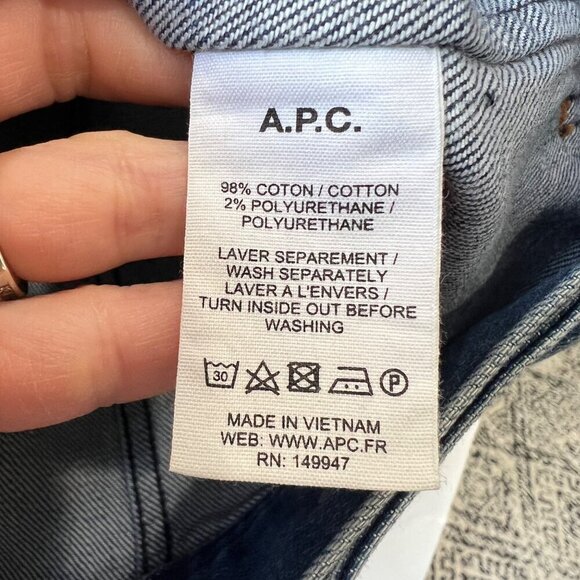 A.P.C.
98% COTON / COTTON
2% POLYURETHANE /
POLYURETHANE
LAVER SEPAREMENT /
WASH SEPARATELY
LAVER A L'ENVERS /
TURN INSIDE OUT BEFORE
WASHING
30 P
MADE IN VIETNAM
WEB: WWW.APC.FR
RN: 149947